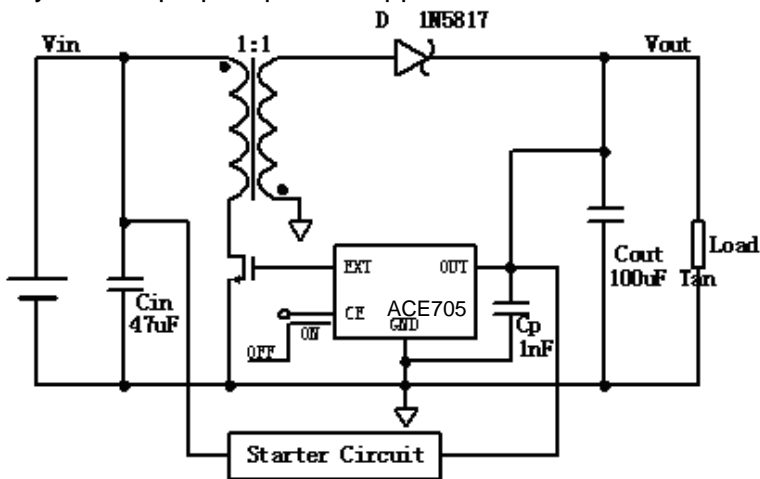 D 1N5817
Vin
1:1
Vout
EXT
OUT
CE
ACE705
GND
ON
OFF
Cin
47uF
Cp
1nF
Cout
100uF Tan
Load
Starter Circuit